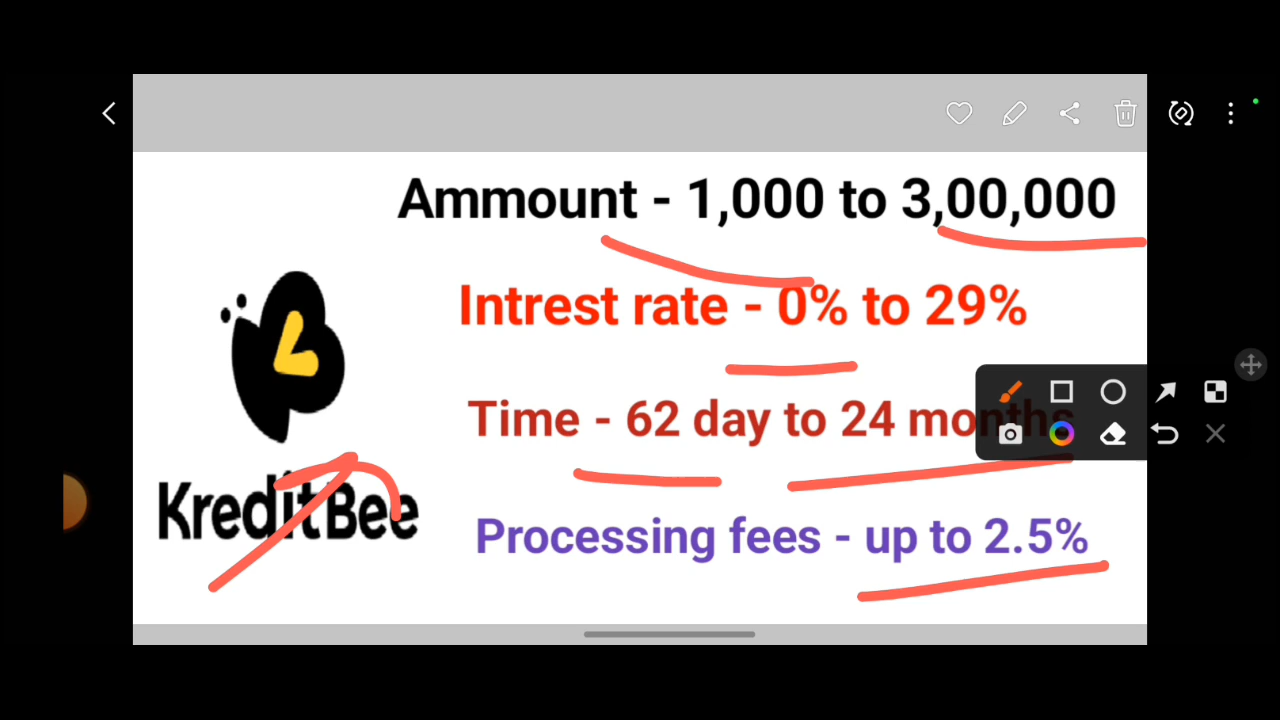 Ammount - 1,000 to 3,00,000
Intrest rate - 0% to 29%
Time - 62 day to 24 months
Processing fees - up to 2.5%
KreditBee